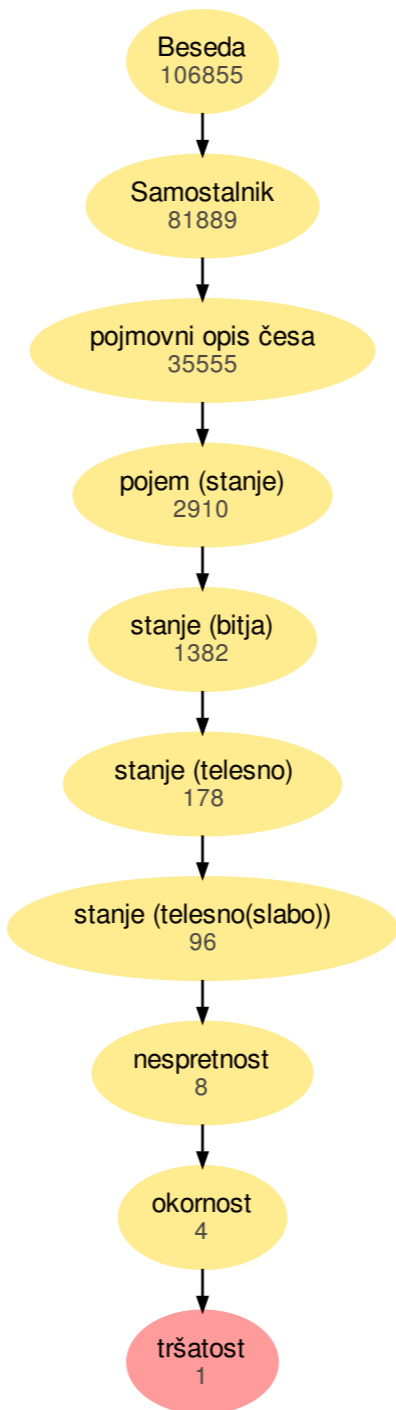 Beseda
106855
Samostalnik
81889
pojmovni opis česa
35555
pojem (stanje)
2910
stanje (bitja)
1382
stanje (telesno)
178
stanje (telesno(slabo))
96
nespretnost
8
okornost
4
tršatost
1